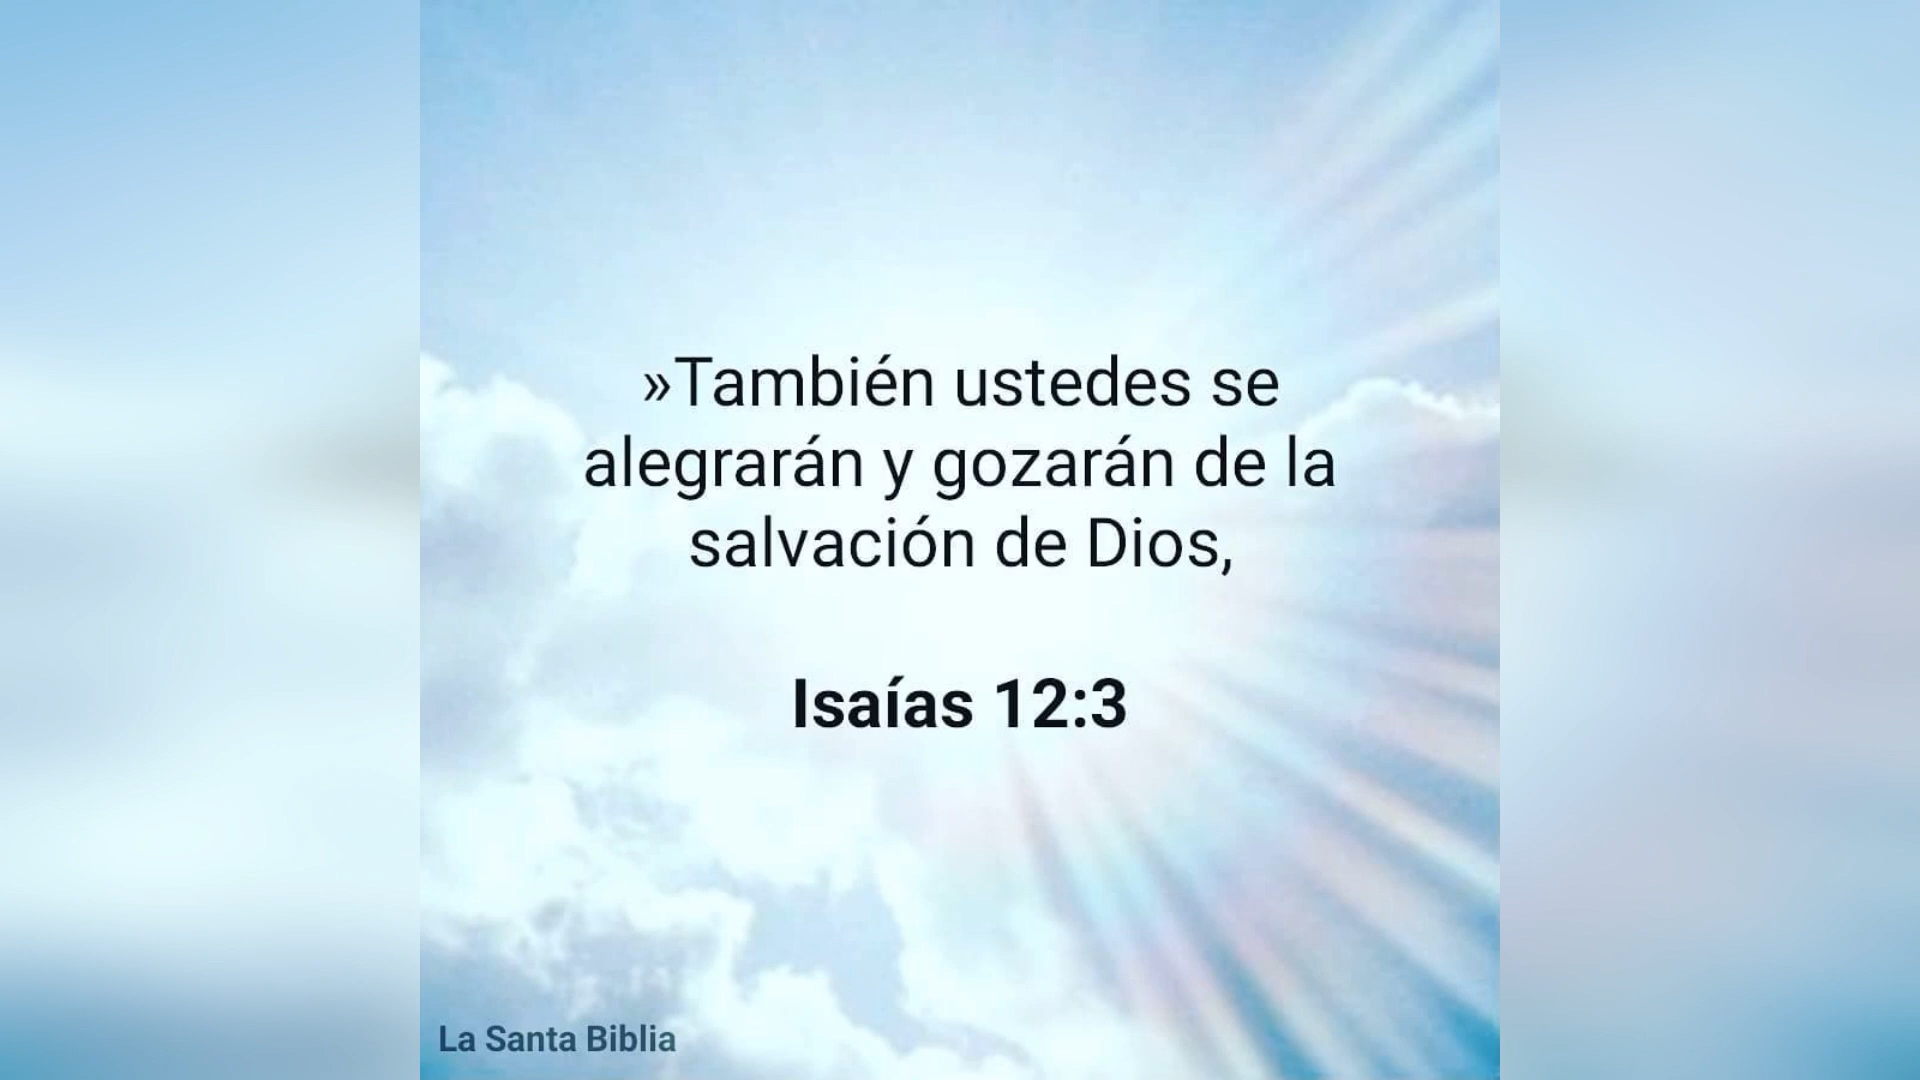 »También ustedes se
alegrarán y gozarán de la
salvación de Dios,
Isaías 12:3
La Santa Biblia